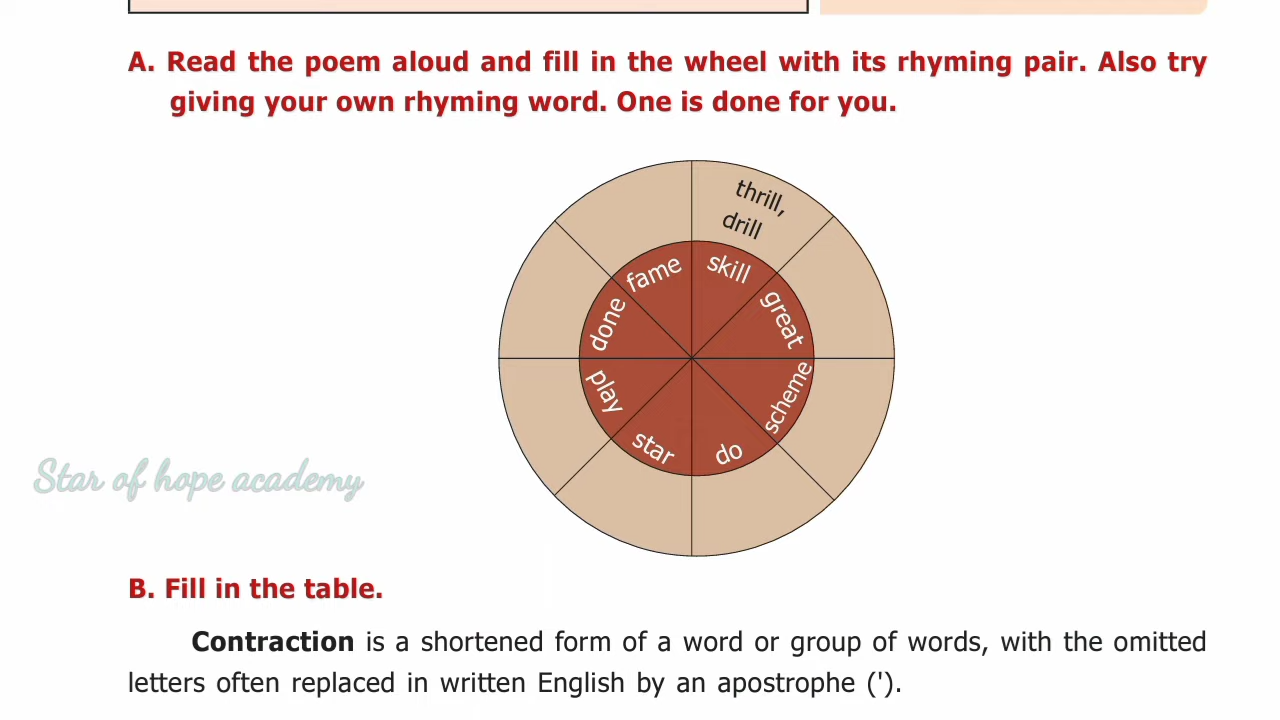 A. Read the poem aloud and fill in the wheel with its rhyming pair. Also try
giving your own rhyming word. One is done for you.
thrill,
drill
skill
great
scheme
do
star
play
done
fame
Star of hope academy
B. Fill in the table.
Contraction is a shortened form of a word or group of words, with the omitted
letters often replaced in written English by an apostrophe (').